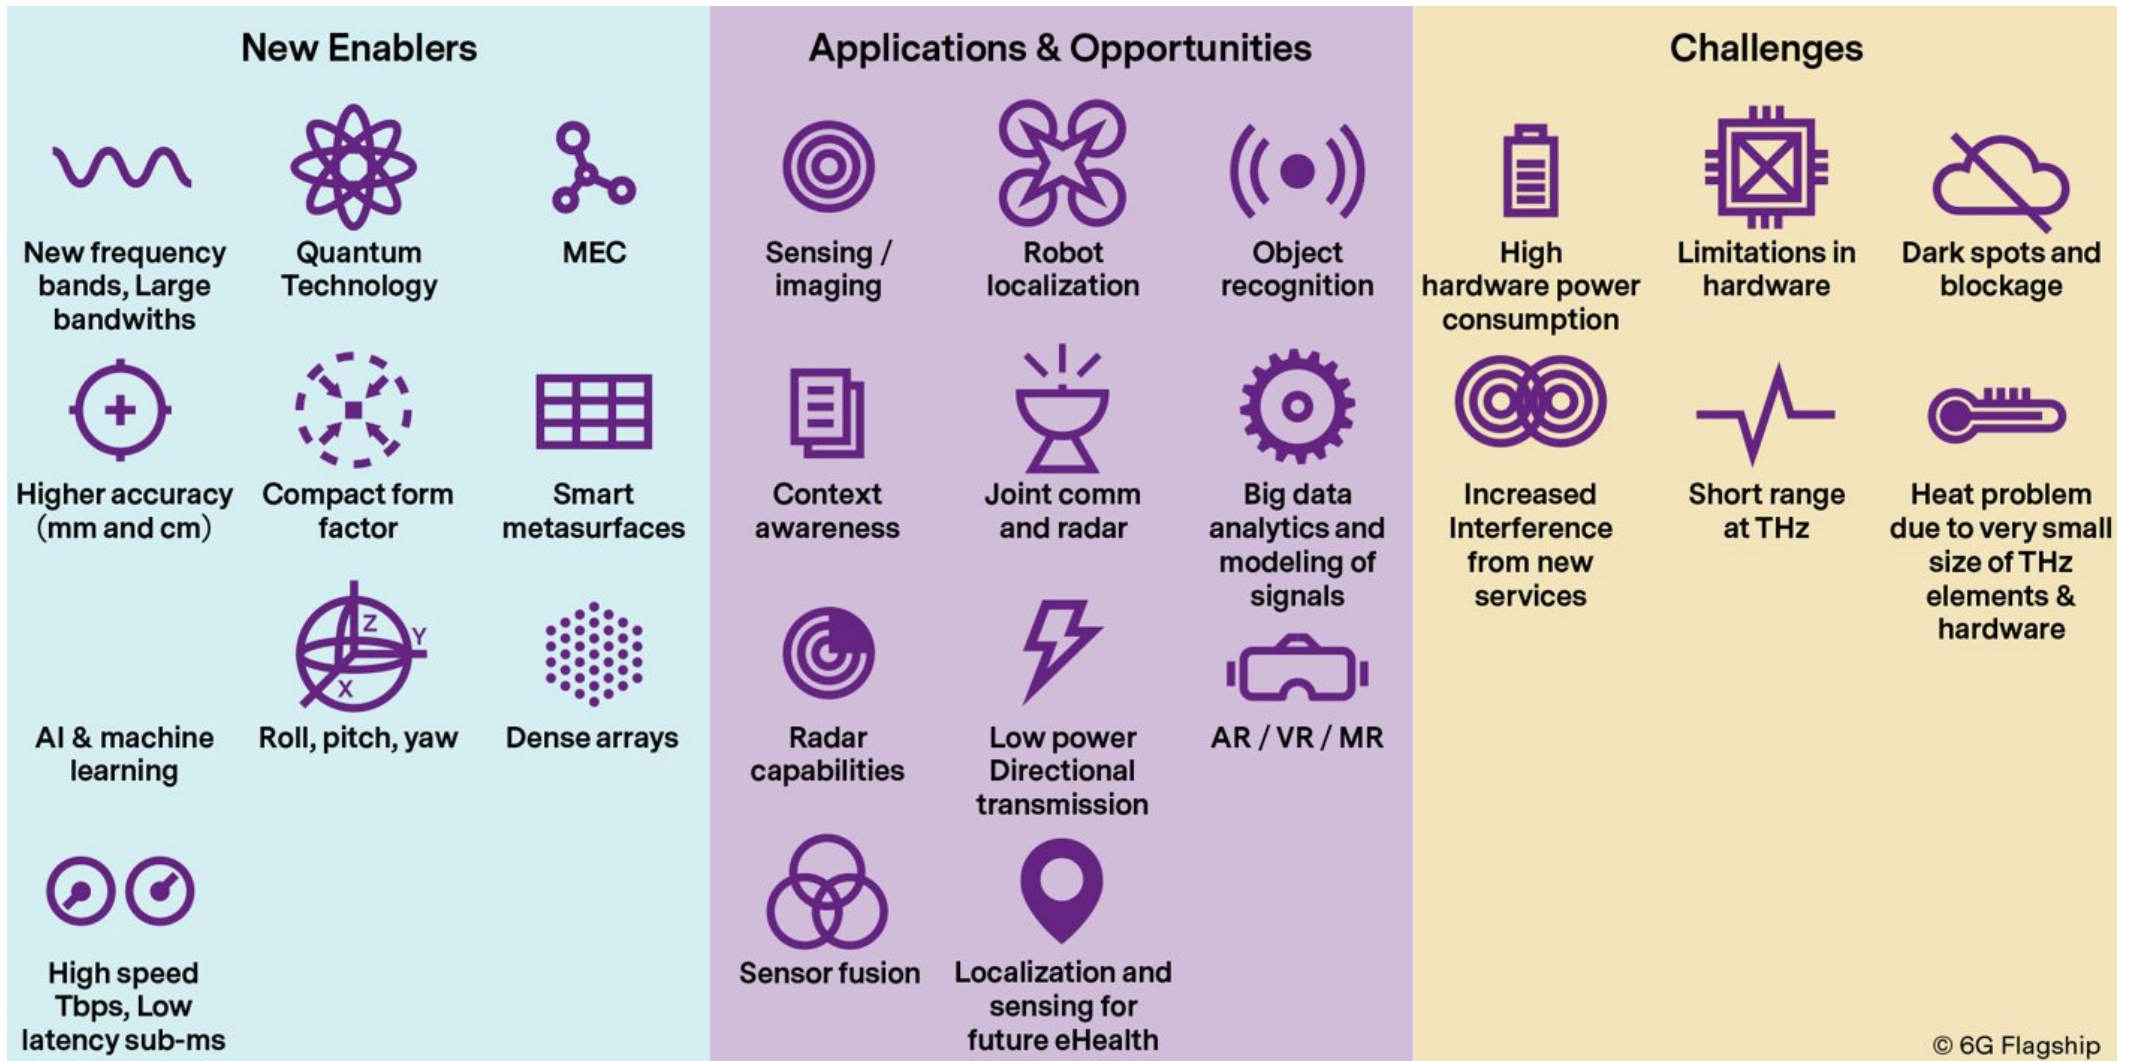 New Enablers
New frequency
bands, Large
bandwiths
Quantum
Technology
MEC
Higher accuracy
(mm and cm)
Compact form
factor
Smart
metasurfaces
AI & machine
learning
Z
Y
X
Roll, pitch, yaw
Dense arrays
High speed
Tbps, Low
latency sub-ms
Applications & Opportunities
Sensing /
imaging
Robot
localization
Object
recognition
Context
awareness
Joint comm
and radar
Big data
analytics and
modeling of
signals
Radar
capabilities
Low power
Directional
transmission
AR / VR / MR
Sensor fusion
Localization and
sensing for
future eHealth
Challenges
High
hardware power
consumption
Limitations in
hardware
Dark spots and
blockage
Increased
Interference
from new
services
Short range
at THz
Heat problem
due to very small
size of THz
elements &
hardware
© 6G Flagship